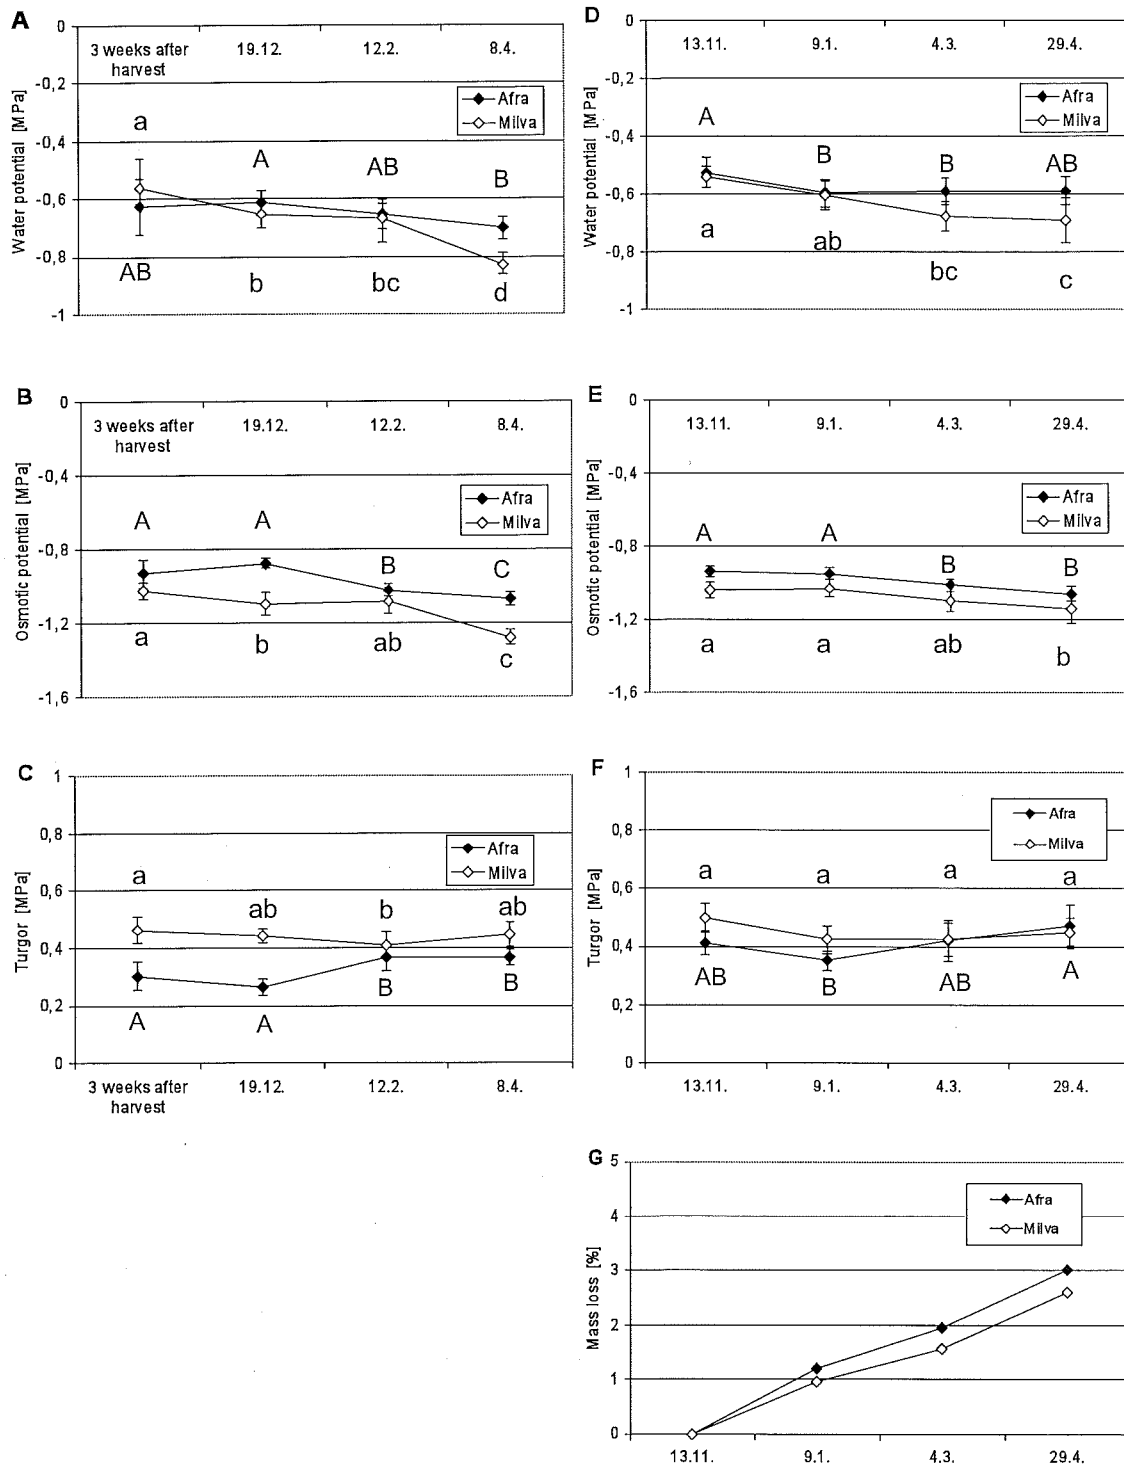 A
0
-0,2
-0,4
-0,6
-0,8
-1
Water potential [MPa]
3 weeks after
harvest
19.12.
12.2.
8.4.
Afra
Milva
a
A
AB
B
AB
b
bc
d
D
0
-0,2
-0,4
-0,6
-0,8
-1
Water potential [MPa]
13.11.
9.1.
4.3.
29.4.
Afra
Milva
A
B
B
AB
a
ab
bc
c
B
0
-0,4
-0,8
-1,2
-1,6
Osmotic potential [MPa]
3 weeks after
harvest
19.12.
12.2.
8.4.
Afra
Milva
A
A
B
C
a
b
ab
c
E
0
-0,4
-0,8
-1,2
-1,6
Osmotic potential [MPa]
13.11.
9.1.
4.3.
29.4.
Afra
Milva
A
A
B
B
a
a
ab
b
C
1
0,8
0,6
0,4
0,2
0
Turgor [MPa]
Afra
Milva
a
ab
b
ab
A
A
B
B
3 weeks after
harvest
19.12.
12.2.
8.4.
F
1
0,8
0,6
0,4
0,2
0
Turgor [MPa]
Afra
Milva
a
a
a
a
AB
B
AB
A
13.11.
9.1.
4.3.
29.4.
G
5
4
3
2
1
0
Mass loss [%]
Afra
Milva
13.11.
9.1.
4.3.
29.4.